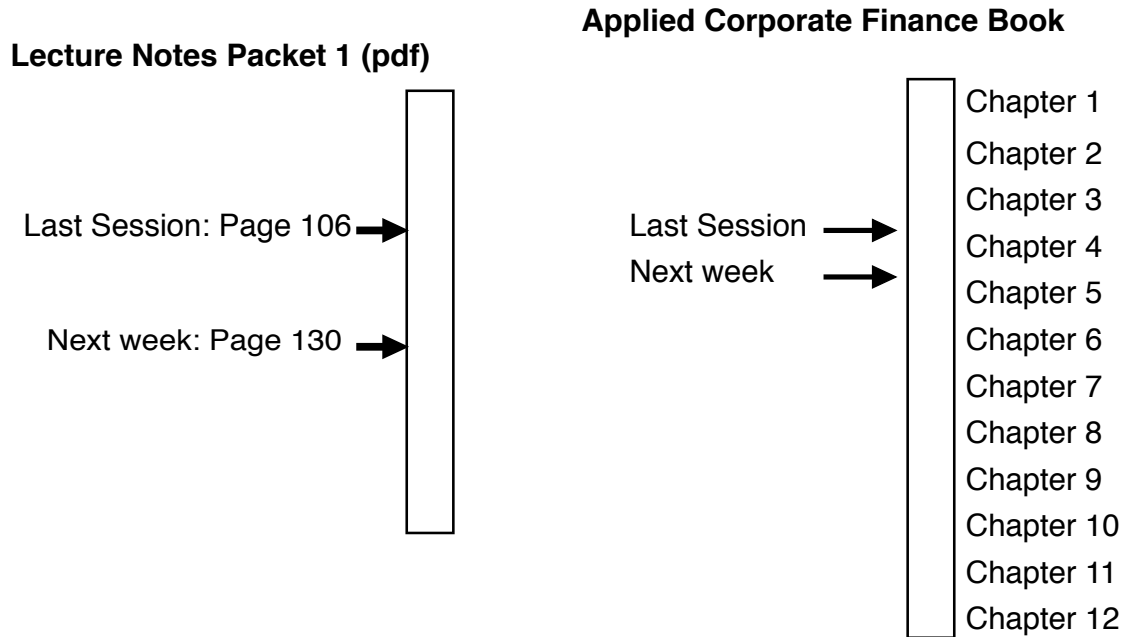 Applied Corporate Finance Book
Lecture Notes Packet 1 (pdf)
Last Session: Page 106
Next week: Page 130
Last Session
Next week
Chapter 1
Chapter 2
Chapter 3
Chapter 4
Chapter 5
Chapter 6
Chapter 7
Chapter 8
Chapter 9
Chapter 10
Chapter 11
Chapter 12